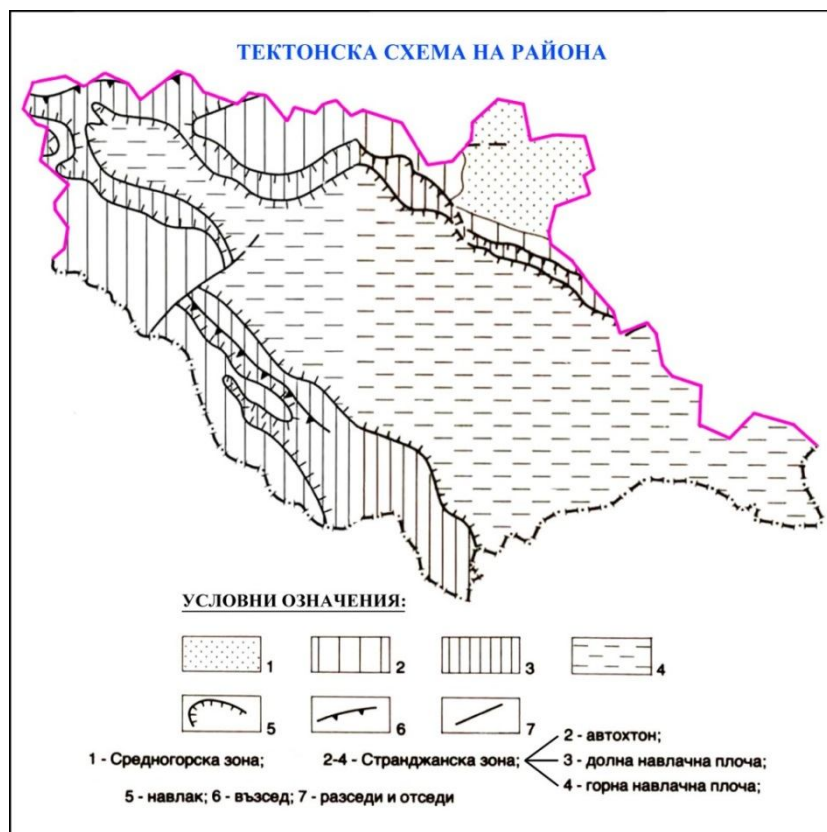 ТЕКТОНСКА СХЕМА НА РАЙОНА
УСЛОВНИ ОЗНАЧЕНИЯ:
1
2
3
4
5
6
7
1 - Средногорска зона;
2-4 - Странджанска зона;
2 - автохтон;
3 - долна навлачна плоча;
4 - горна навлачна плоча;
5 - навлак; 6 - възсед; 7 - разседи и отседи